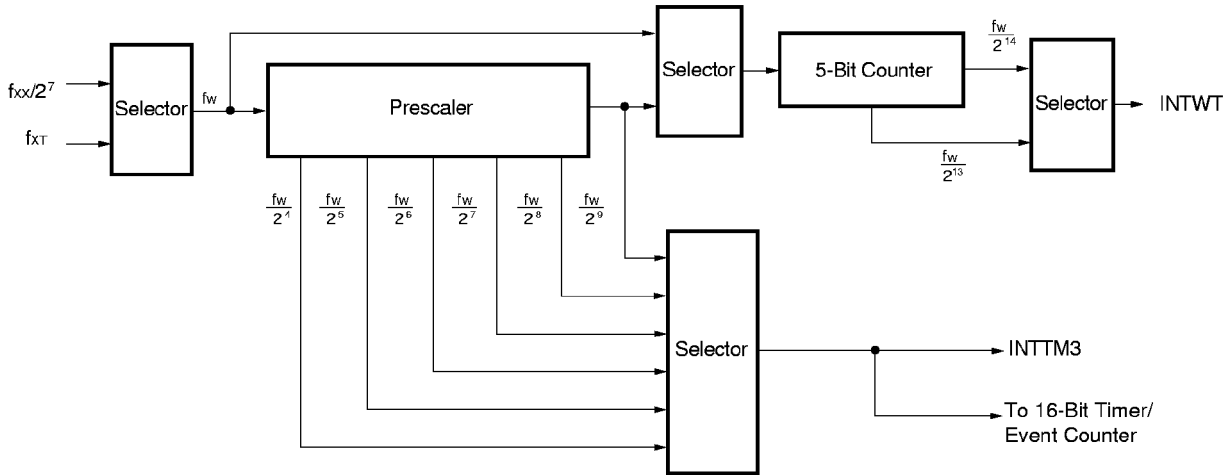 fxx/2⁷
fXT
Selector
fw
Prescaler
Selector
5-Bit Counter
fw
2¹⁴
fw
2¹³
Selector
INTWT
fw
2⁴
fw
2⁵
fw
2⁶
fw
2⁷
fw
2⁸
fw
2⁹
Selector
INTTM3
To 16-Bit Timer/
Event Counter